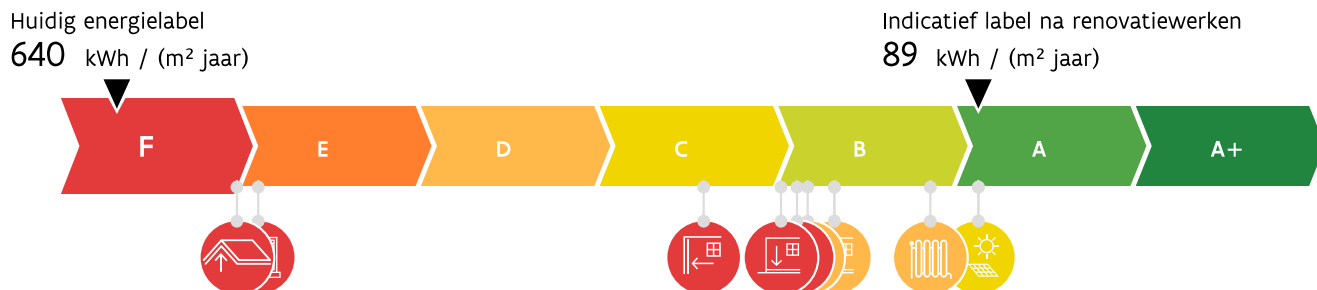 Huidig energielabel
640 kWh / (m² jaar)
Indicatief label na renovatiewerken
89 kWh / (m² jaar)
F E D C B A A+